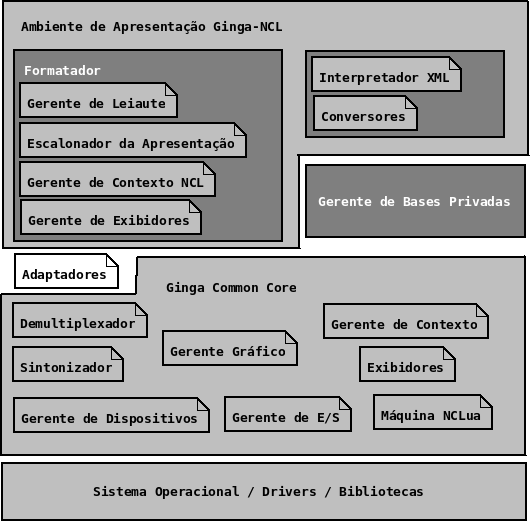 Ambiente de Apresentação Ginga-NCL
Formatador
Gerente de Leiaute
Escalonador da Apresentação
Gerente de Contexto NCL
Gerente de Exibidores
Interpretador XML
Conversores
Gerente de Bases Privadas
Adaptadores
Ginga Common Core
Demultiplexador
Gerente de Contexto
Gerente Gráfico
Sintonizador
Exibidores
Gerente de Dispositivos
Gerente de E/S
Máquina NCLua
Sistema Operacional / Drivers / Bibliotecas